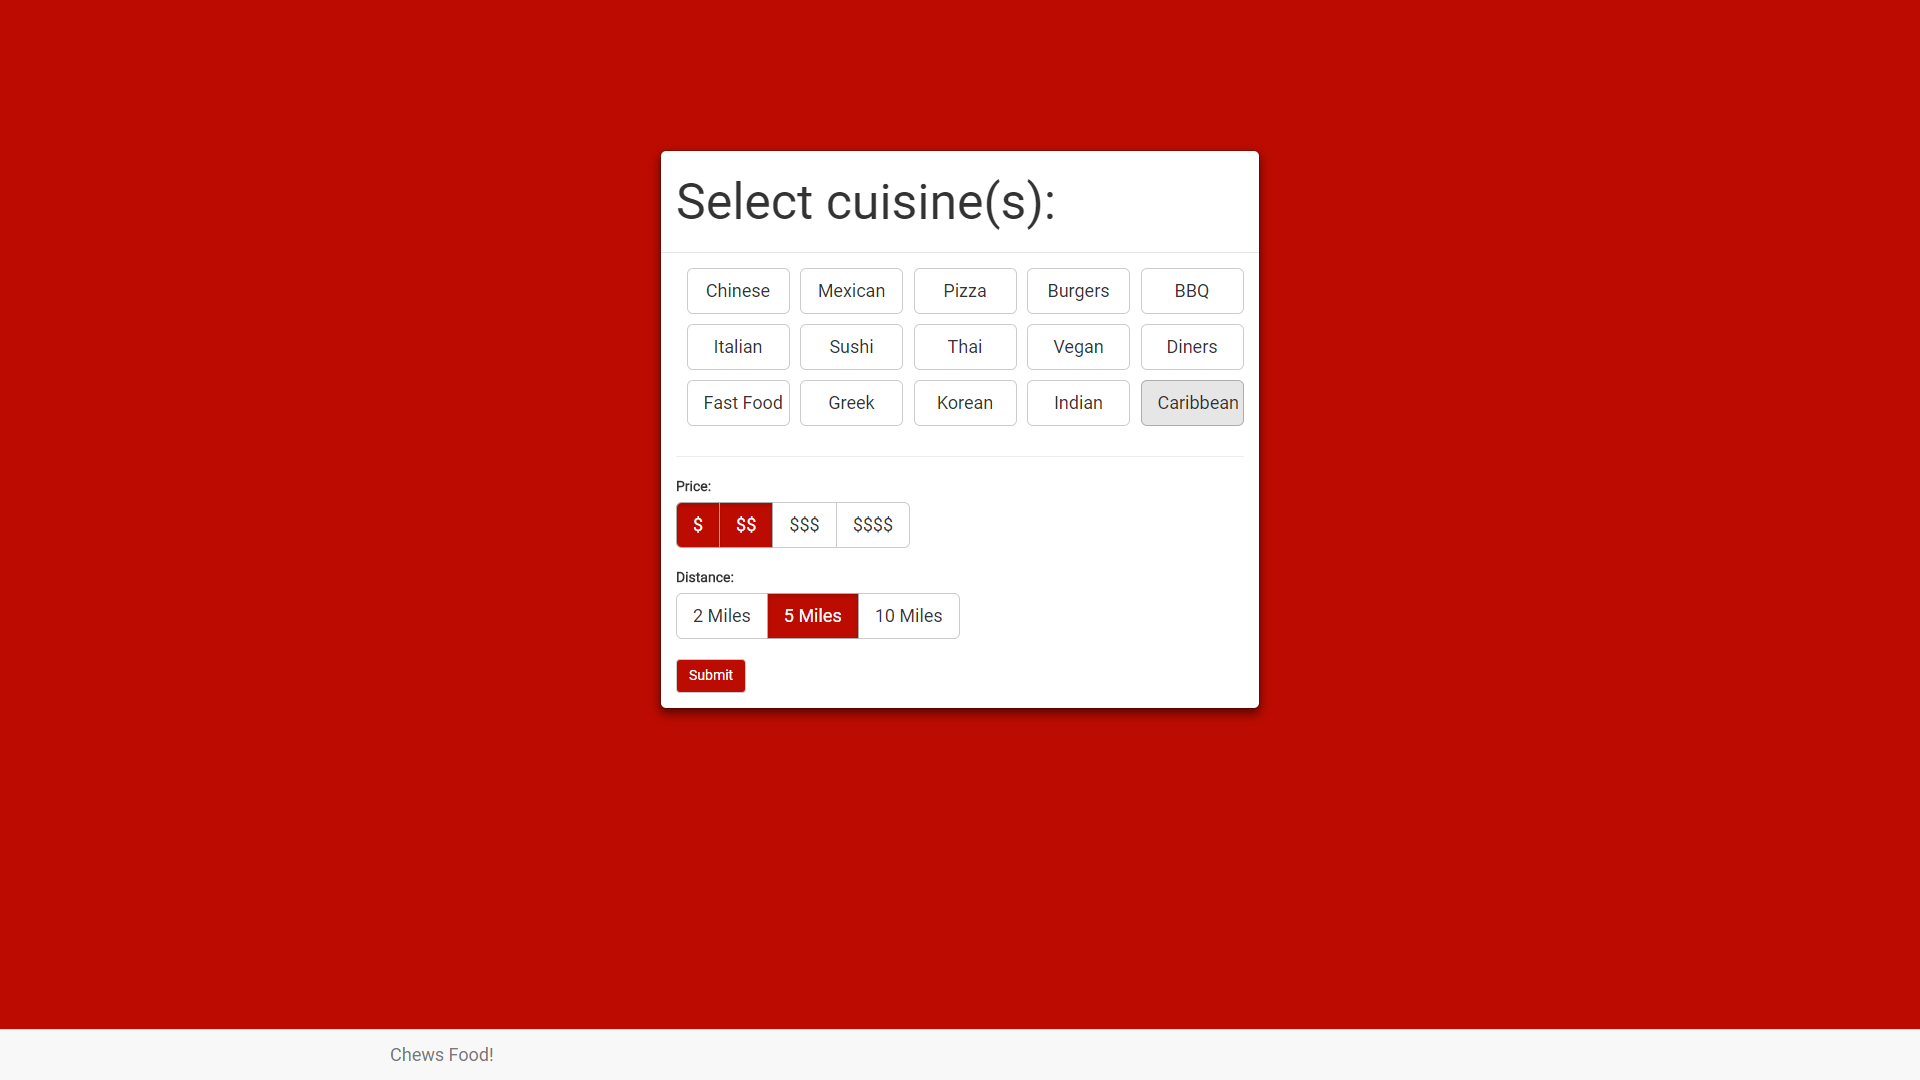 Select cuisine(s):
Chinese Mexican Pizza Burgers BBQ
Italian Sushi Thai Vegan Diners
Fast Food Greek Korean Indian Caribbean
Price:
$ $$ $$$ $$$$
Distance:
2 Miles 5 Miles 10 Miles
Submit
Chews Food!